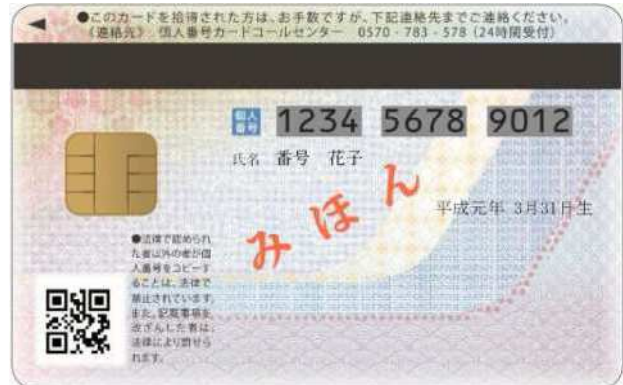 ●このカードを拾得された方は、お手数ですが、下記連絡先までご連絡ください。
《連絡先》 個人番号カードコールセンター 0570-783-578（24時間受付）
個人番号 1234 5678 9012
氏名 番号 花子
平成元年 3月31日生
みほん
●法律で認められ
た者以外の者が個
人番号をコピーす
ることは、法律で
禁止されています。
また、記載事項を
改ざんした者は、
法律により罰せら
れます。